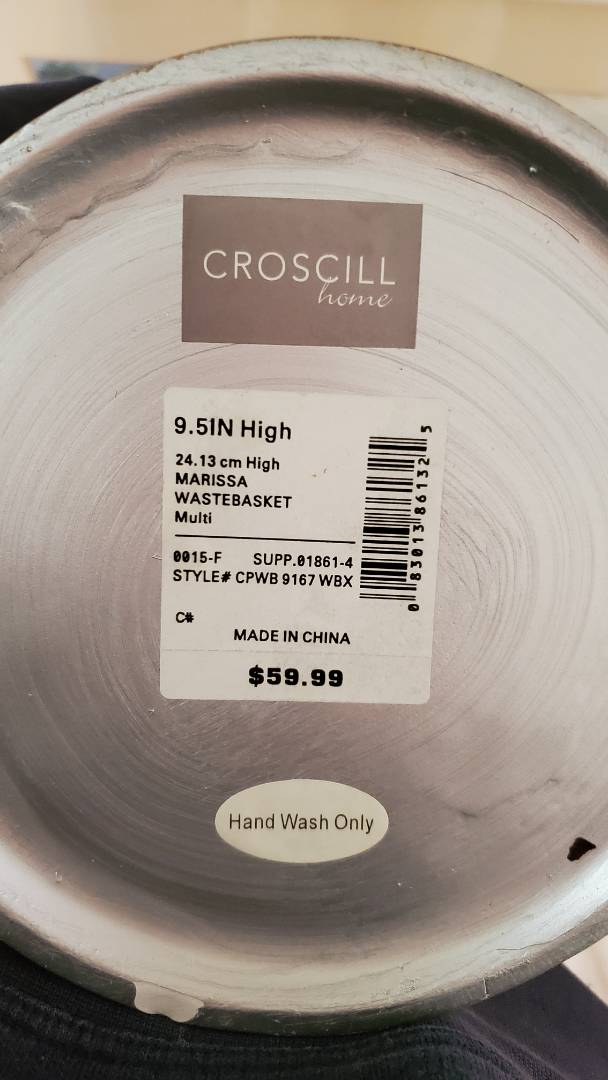 CROSCILL
home
9.5IN High
24.13 cm High
MARISSA
WASTEBASKET
Multi
0015-F SUPP.01861-4
STYLE# CPWB 9167 WBX
C#
MADE IN CHINA
$59.99
0 83013 86132 5
Hand Wash Only